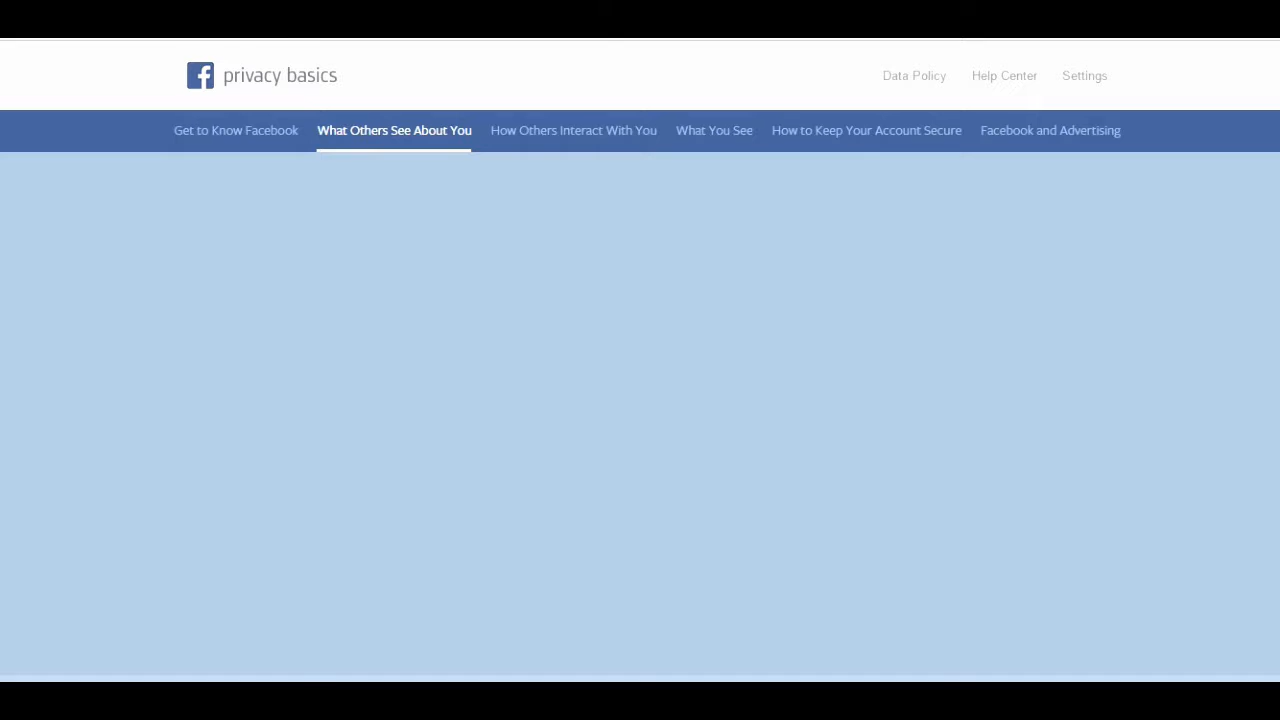 privacy basics
Data Policy Help Center Settings
Get to Know Facebook What Others See About You How Others Interact With You What You See How to Keep Your Account Secure Facebook and Advertising